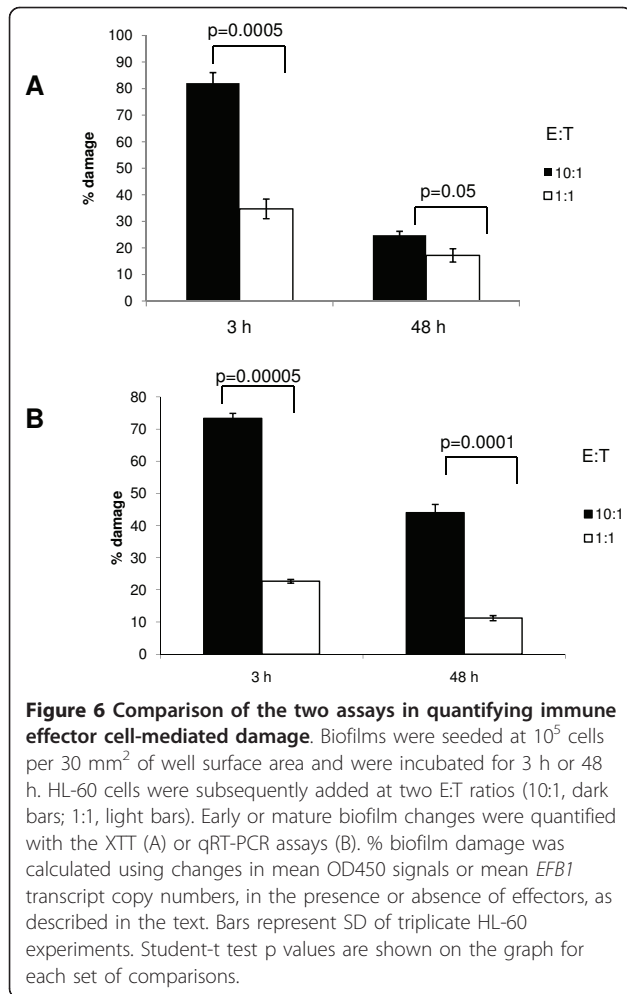 A
p=0.0005
100
90
80
70
60
50
40
30
20
10
0
% damage
p=0.05
3 h
48 h
E:T
10:1
1:1
B
p=0.00005
80
70
60
50
40
30
20
10
0
% damage
p=0.0001
3 h
48 h
E:T
10:1
1:1
Figure 6 Comparison of the two assays in quantifying immune
effector cell-mediated damage. Biofilms were seeded at 10⁵ cells
per 30 mm² of well surface area and were incubated for 3 h or 48
h. HL-60 cells were subsequently added at two E:T ratios (10:1, dark
bars; 1:1, light bars). Early or mature biofilm changes were quantified
with the XTT (A) or qRT-PCR assays (B). % biofilm damage was
calculated using changes in mean OD450 signals or mean EFB1
transcript copy numbers, in the presence or absence of effectors, as
described in the text. Bars represent SD of triplicate HL-60
experiments. Student-t test p values are shown on the graph for
each set of comparisons.